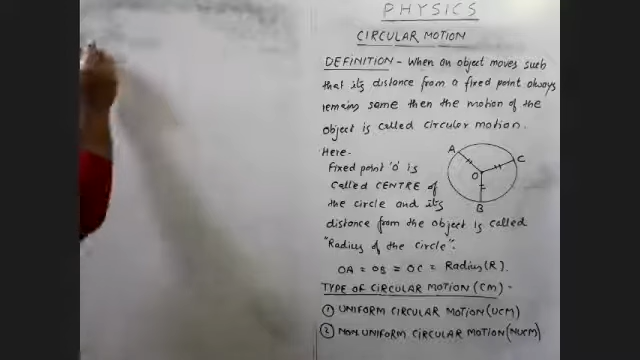 PHYSICS
CIRCULAR MOTION
DEFINITION - When an object moves such
that its distance from a fixed point always
remains same then the motion of the
object is called circular motion.
Here-
Fixed point 'O' is
called CENTRE of
the circle and its
distance from the object is called
"Radius of the circle".
A
C
O
B
OA = OB = OC = Radius(R).
TYPE OF CIRCULAR MOTION (CM) -
① UNIFORM CIRCULAR MOTION (UCM)
② NON UNIFORM CIRCULAR MOTION (NUCM)